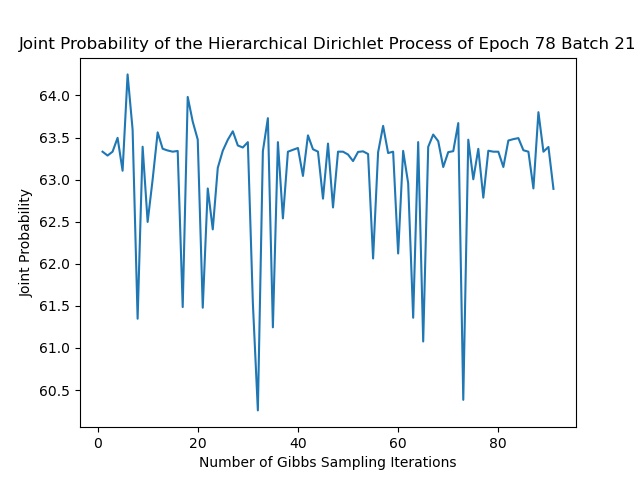 Joint Probability of the Hierarchical Dirichlet Process of Epoch 78 Batch 21
Joint Probability
64.0
63.5
63.0
62.5
62.0
61.5
61.0
60.5
0 20 40 60 80
Number of Gibbs Sampling Iterations